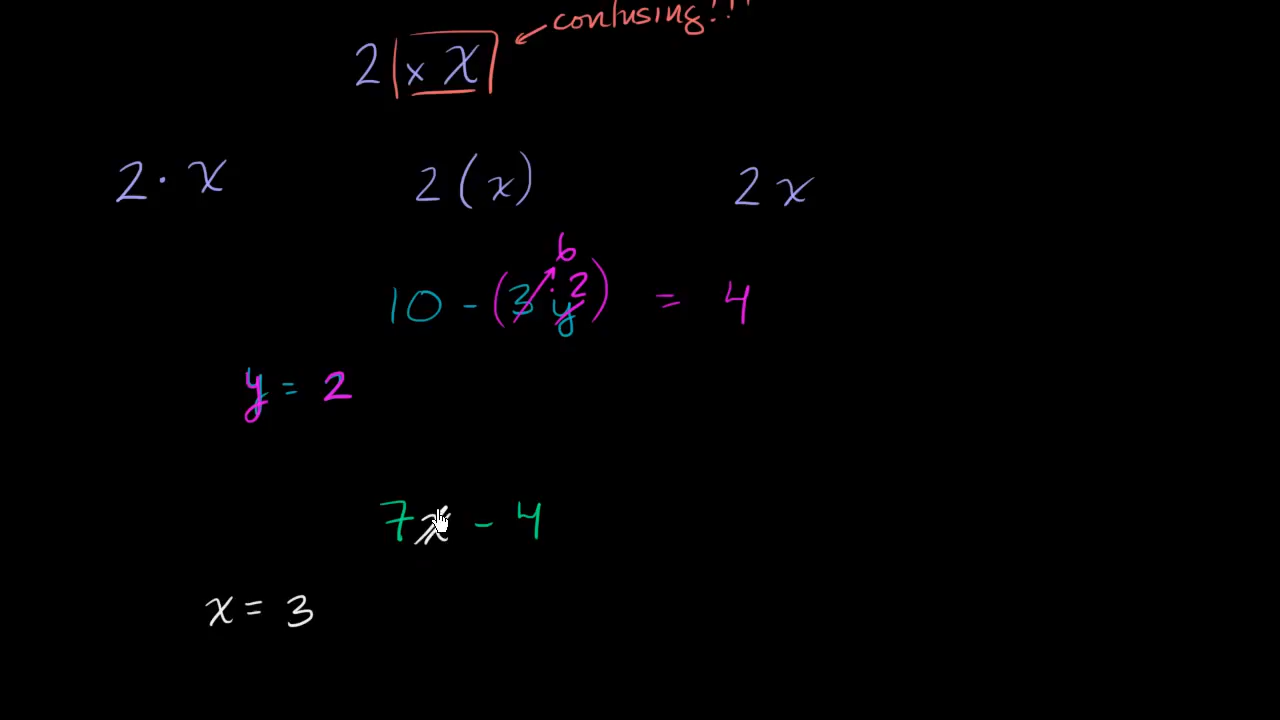 confusing!!!
2 × x
2 · x 2 (x) 2x
6
10 - (3 · y 2) = 4
y = 2
7x - 4
x = 3